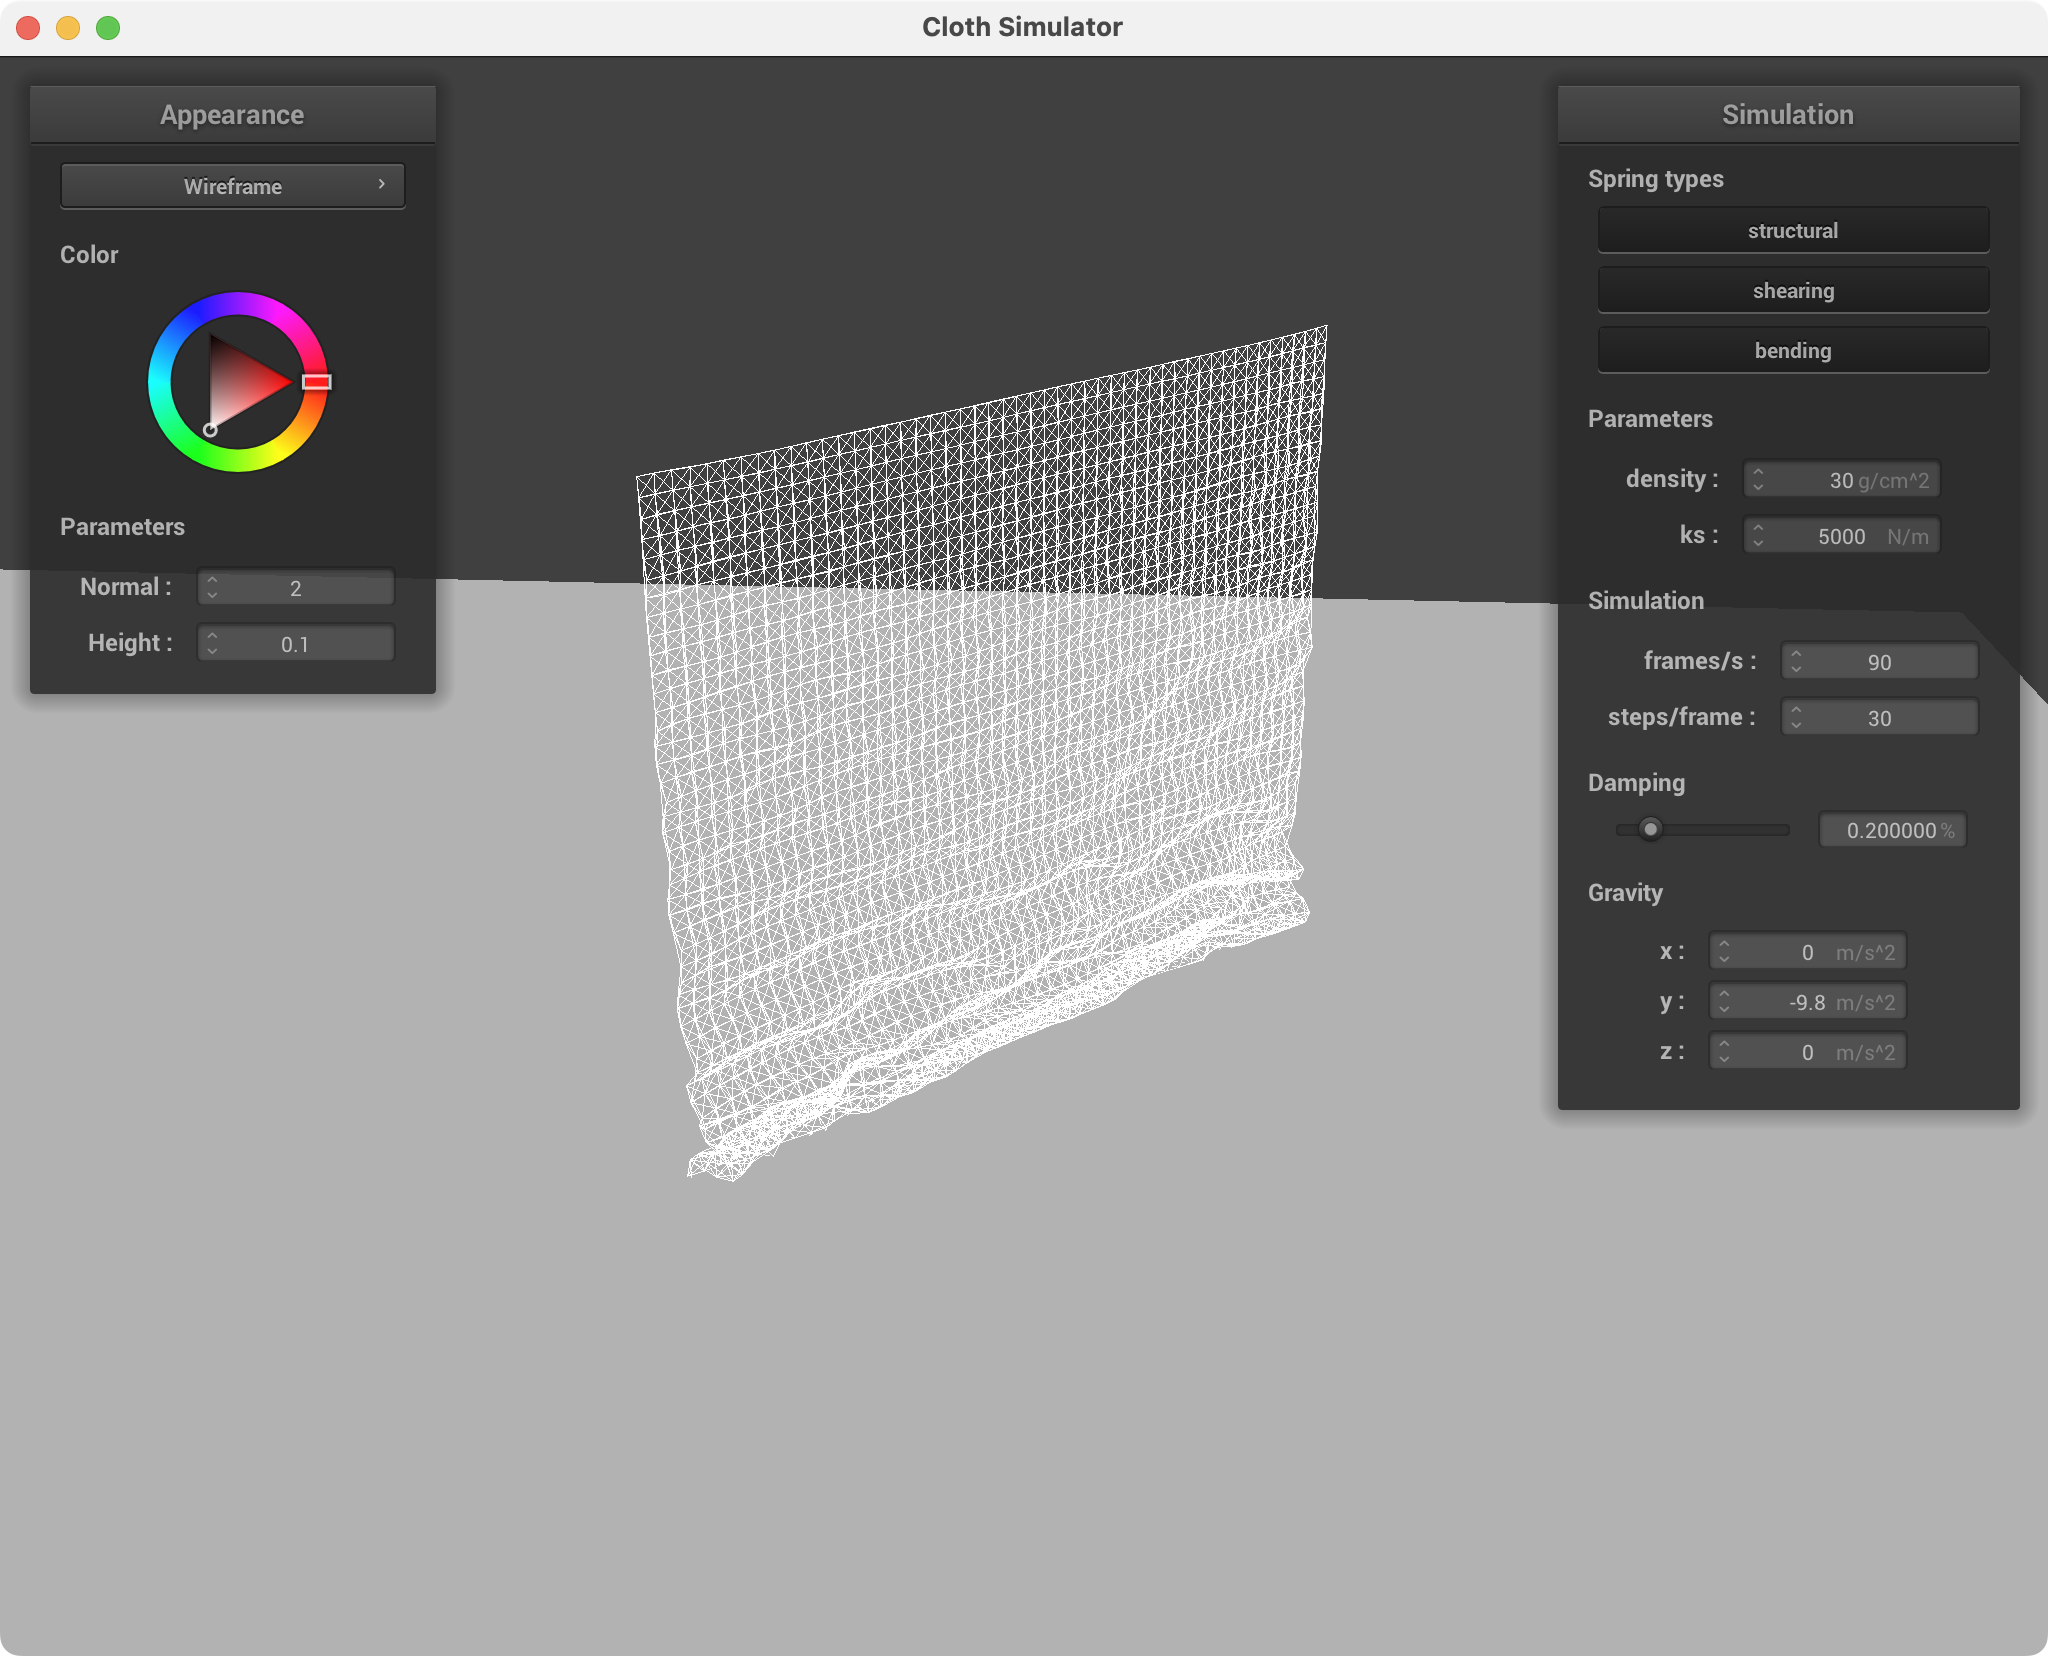 Cloth Simulator
Appearance
Wireframe
Color
Parameters
Normal : 2
Height : 0.1
Simulation
Spring types
structural
shearing
bending
Parameters
density : 30 g/cm^2
ks : 5000 N/m
Simulation
frames/s : 90
steps/frame : 30
Damping
0.200000 %
Gravity
x : 0 m/s^2
y : -9.8 m/s^2
z : 0 m/s^2